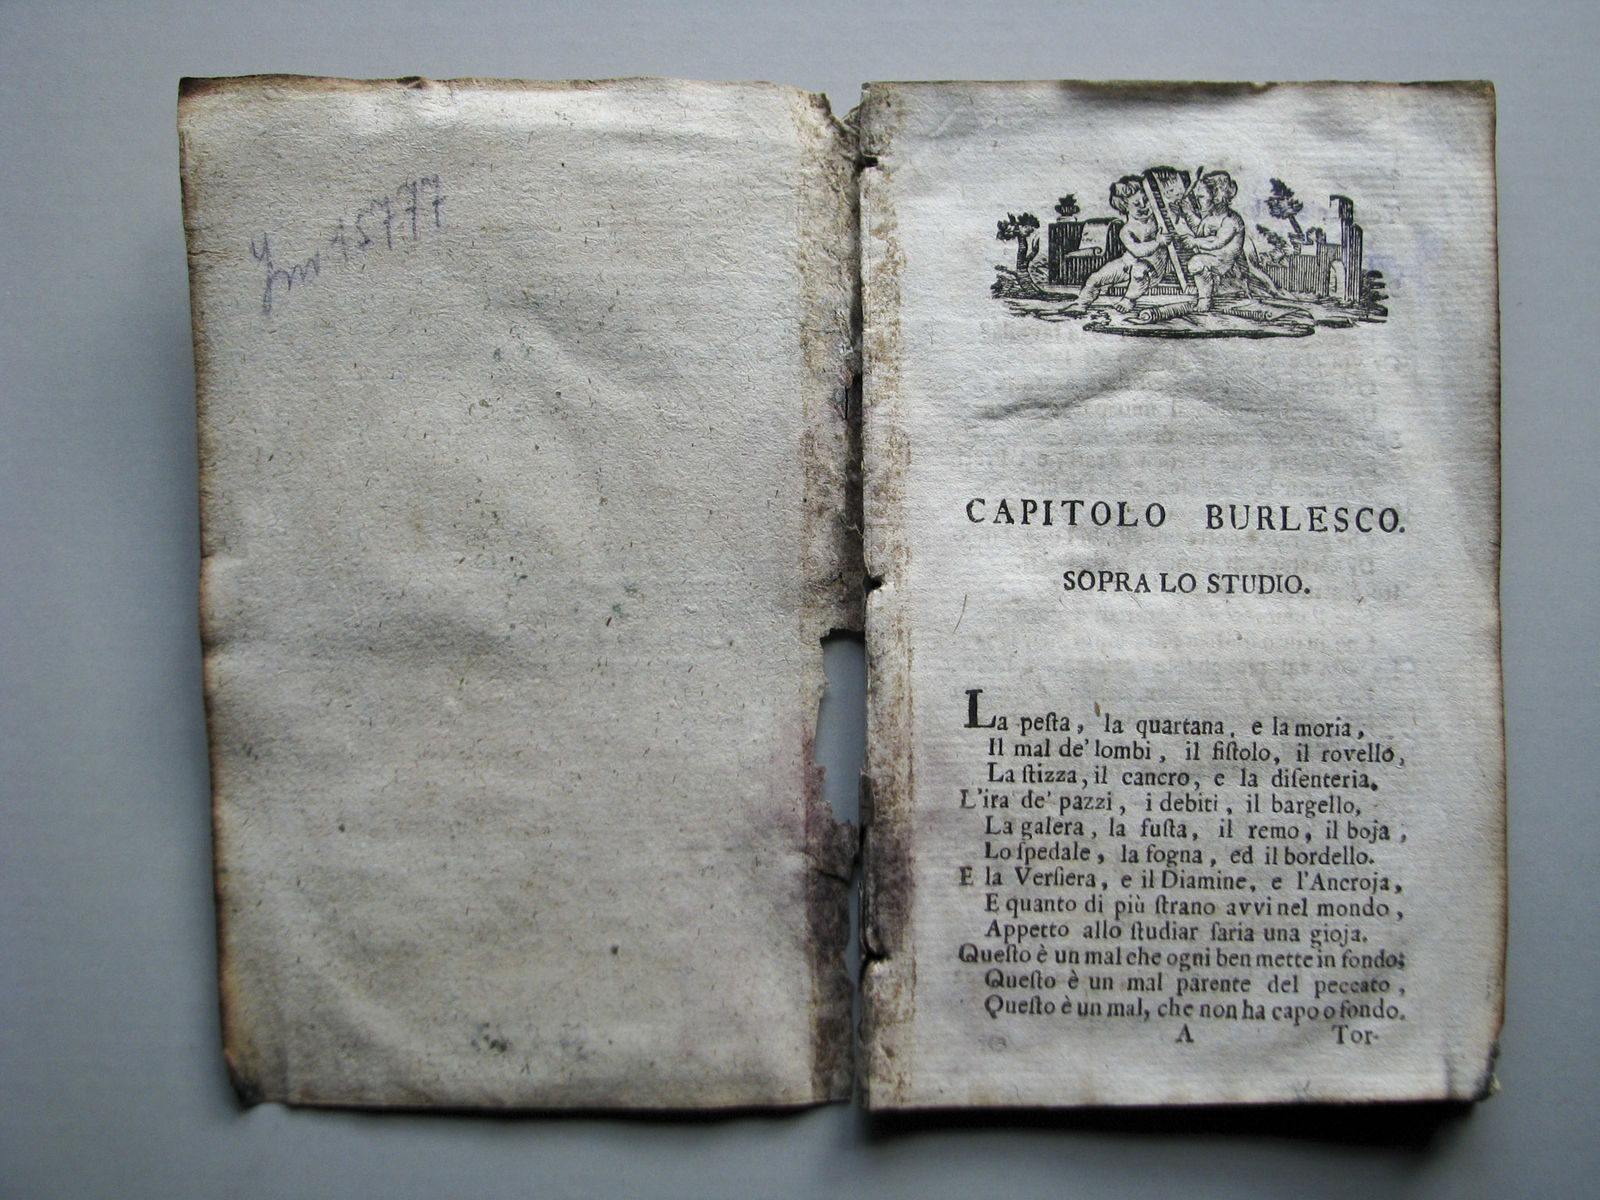 Inv 15777
CAPITOLO BURLESCO.
SOPRA LO STUDIO.
La peſta, la quartana, e la moria,
Il mal de' lombi, il fiſtolo, il rovello,
La ſtizza, il cancro, e la diſenteria.
L'ira de' pazzi, i debiti, il bargello,
La galera, la fuſta, il remo, il boja,
Lo ſpedale, la fogna, ed il bordello.
E la Verſiera, e il Diamine, e l'Ancroja,
E quanto di più ſtrano avvi nel mondo,
Appetto allo ſtudiar ſaria una gioja.
Queſto è un mal che ogni ben mette in fondo;
Queſto è un mal parente del peccato,
Queſto è un mal, che non ha capo o fondo.
A Tor-